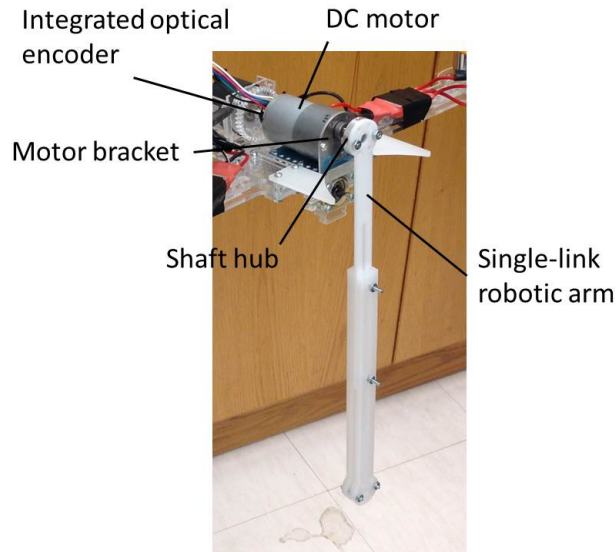 Integrated optical
encoder
DC motor
Motor bracket
Shaft hub
Single-link
robotic arm